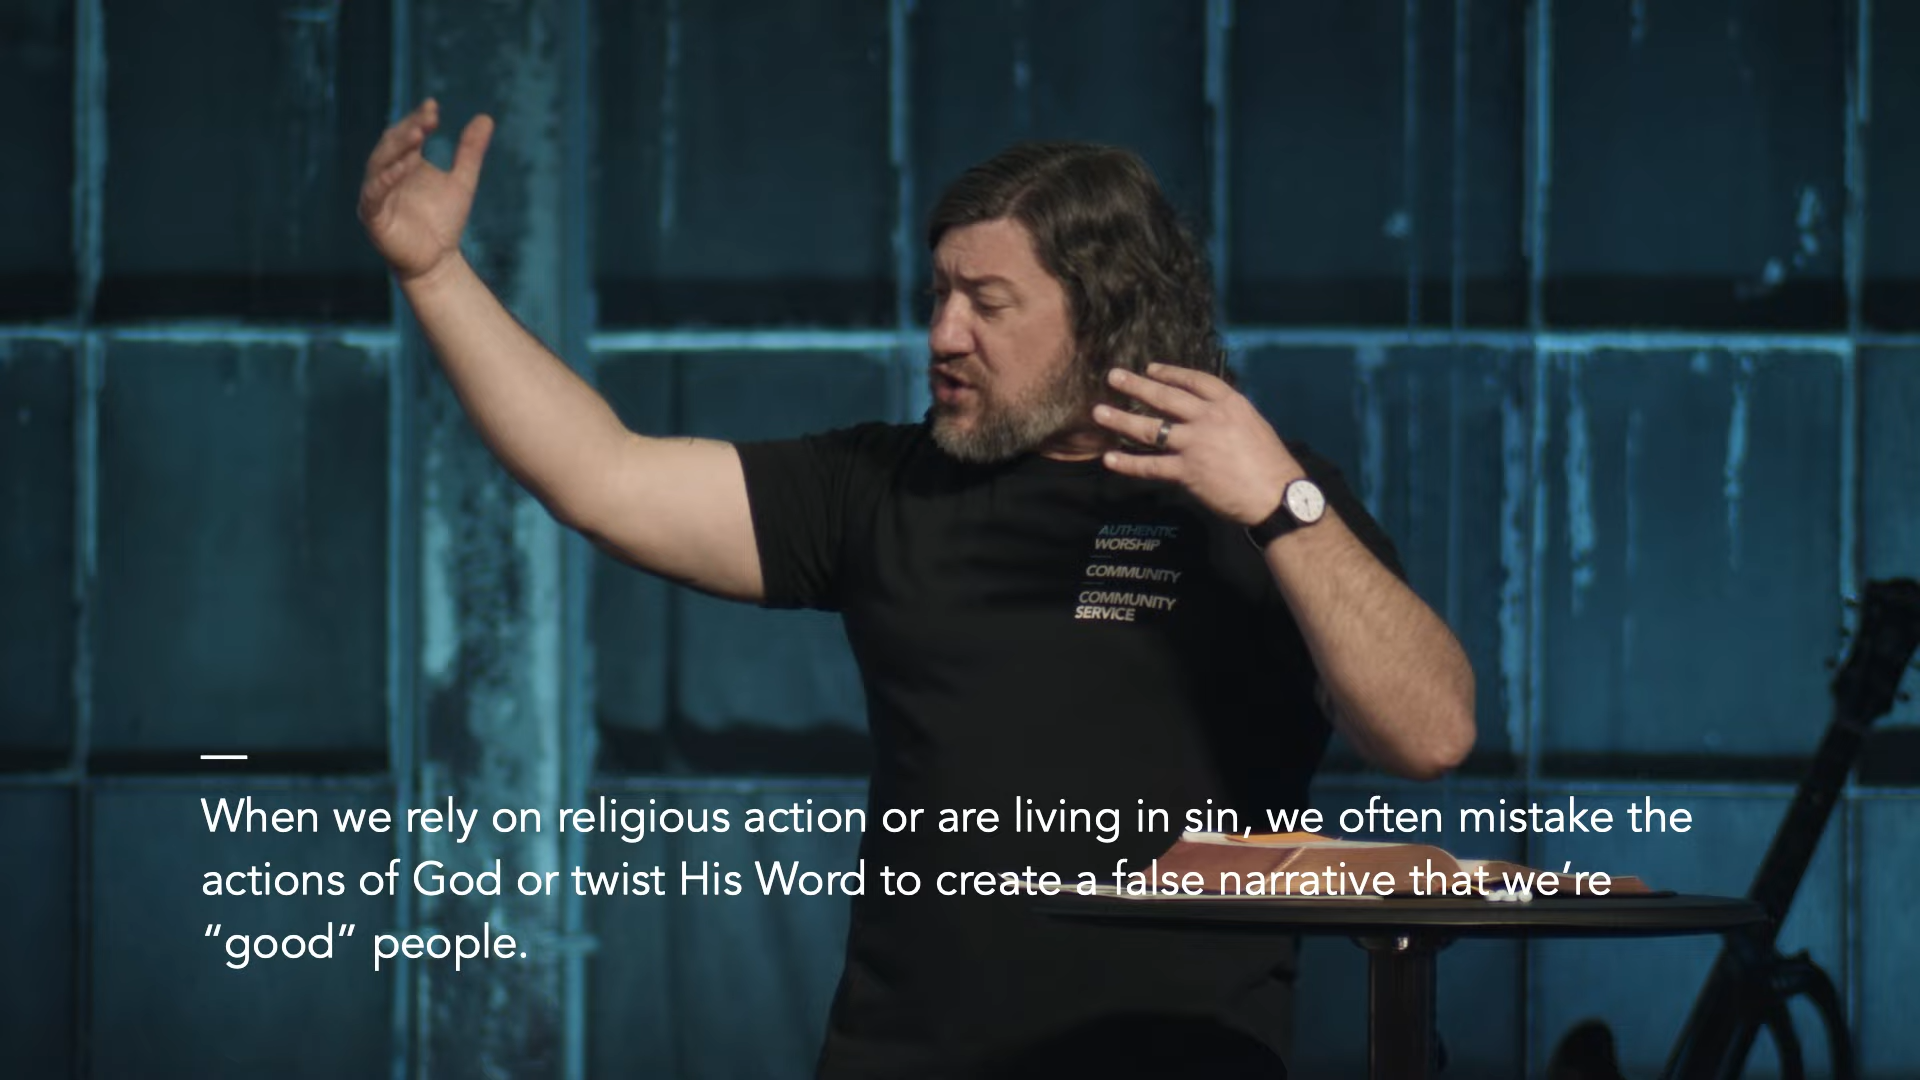 AUTHENTIC
WORSHIP
COMMUNITY
COMMUNITY
SERVICE
When we rely on religious action or are living in sin, we often mistake the
actions of God or twist His Word to create a false narrative that we’re
“good” people.